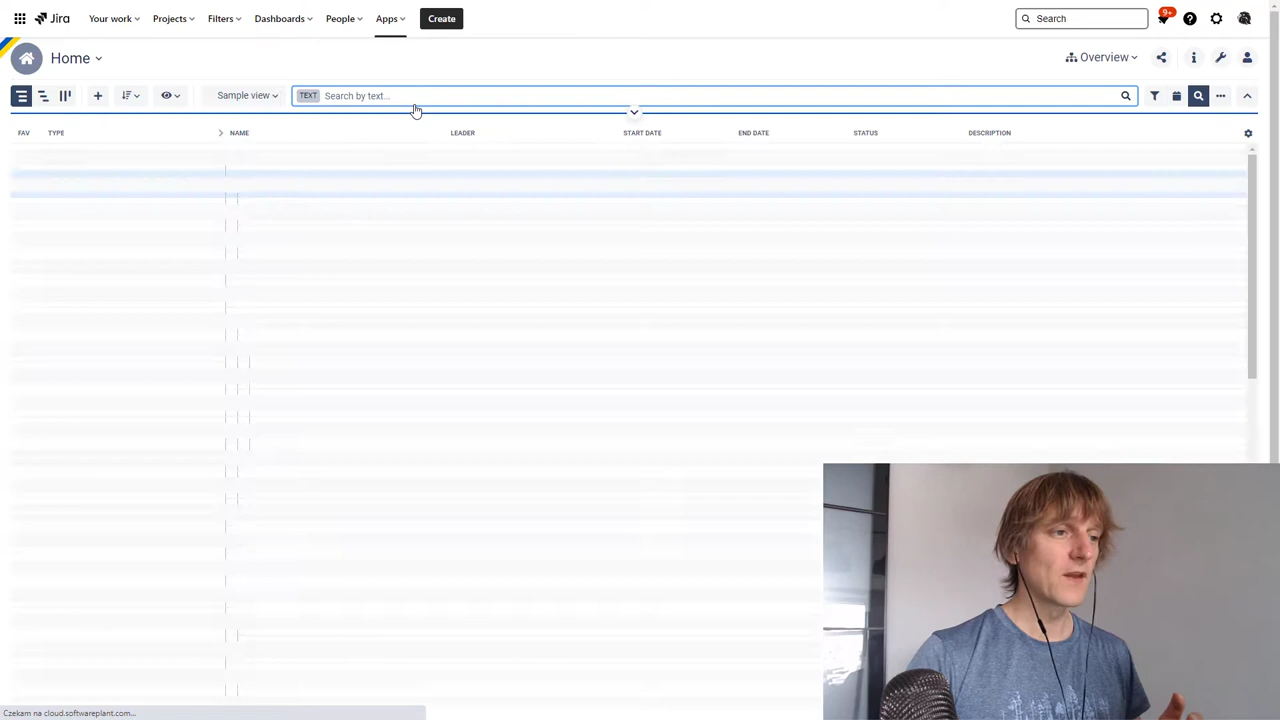 Jira Your work Projects Filters Dashboards People Apps Create Search 9+
Home Overview
Sample view TEXT Search by text...
FAV TYPE NAME LEADER START DATE END DATE STATUS DESCRIPTION
Czekam na cloud.softwareplant.com...